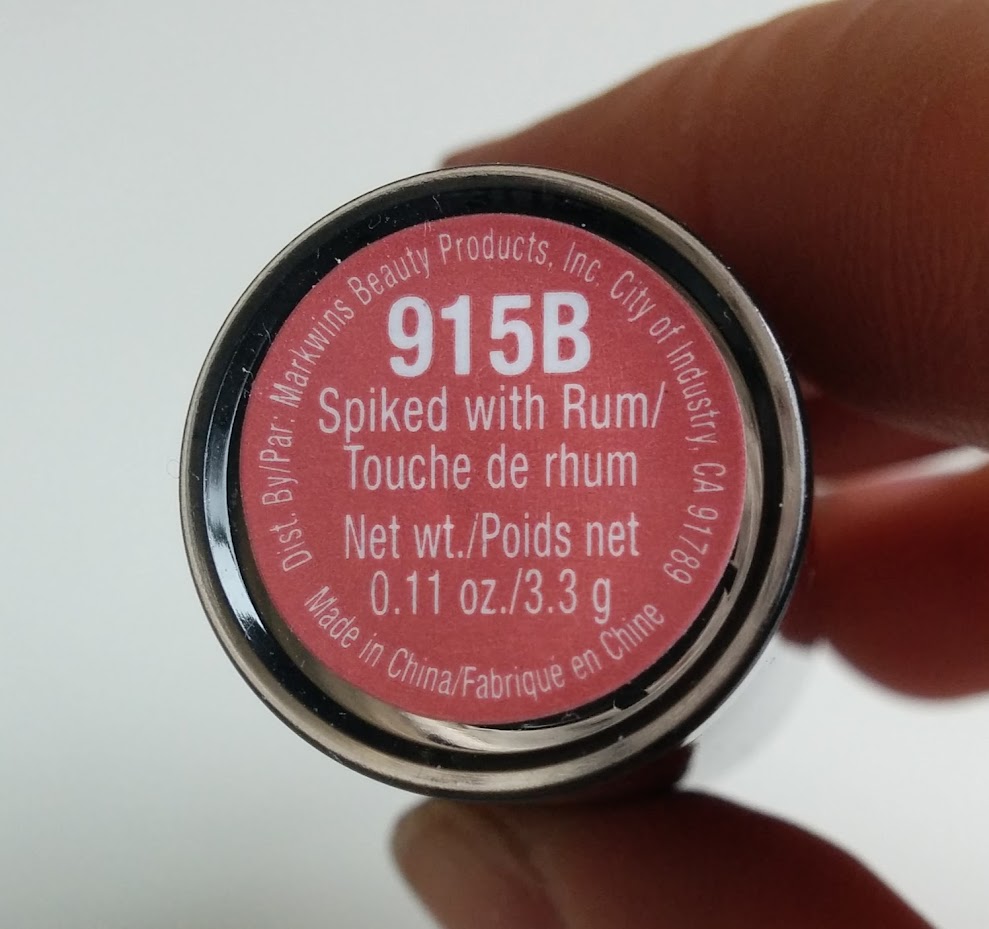 Dist. By/Par: Markwins Beauty Products, Inc. City of Industry, CA 91789
915B
Spiked with Rum/
Touche de rhum
Net wt./Poids net
0.11 oz./3.3 g
Made in China/Fabriqué en Chine